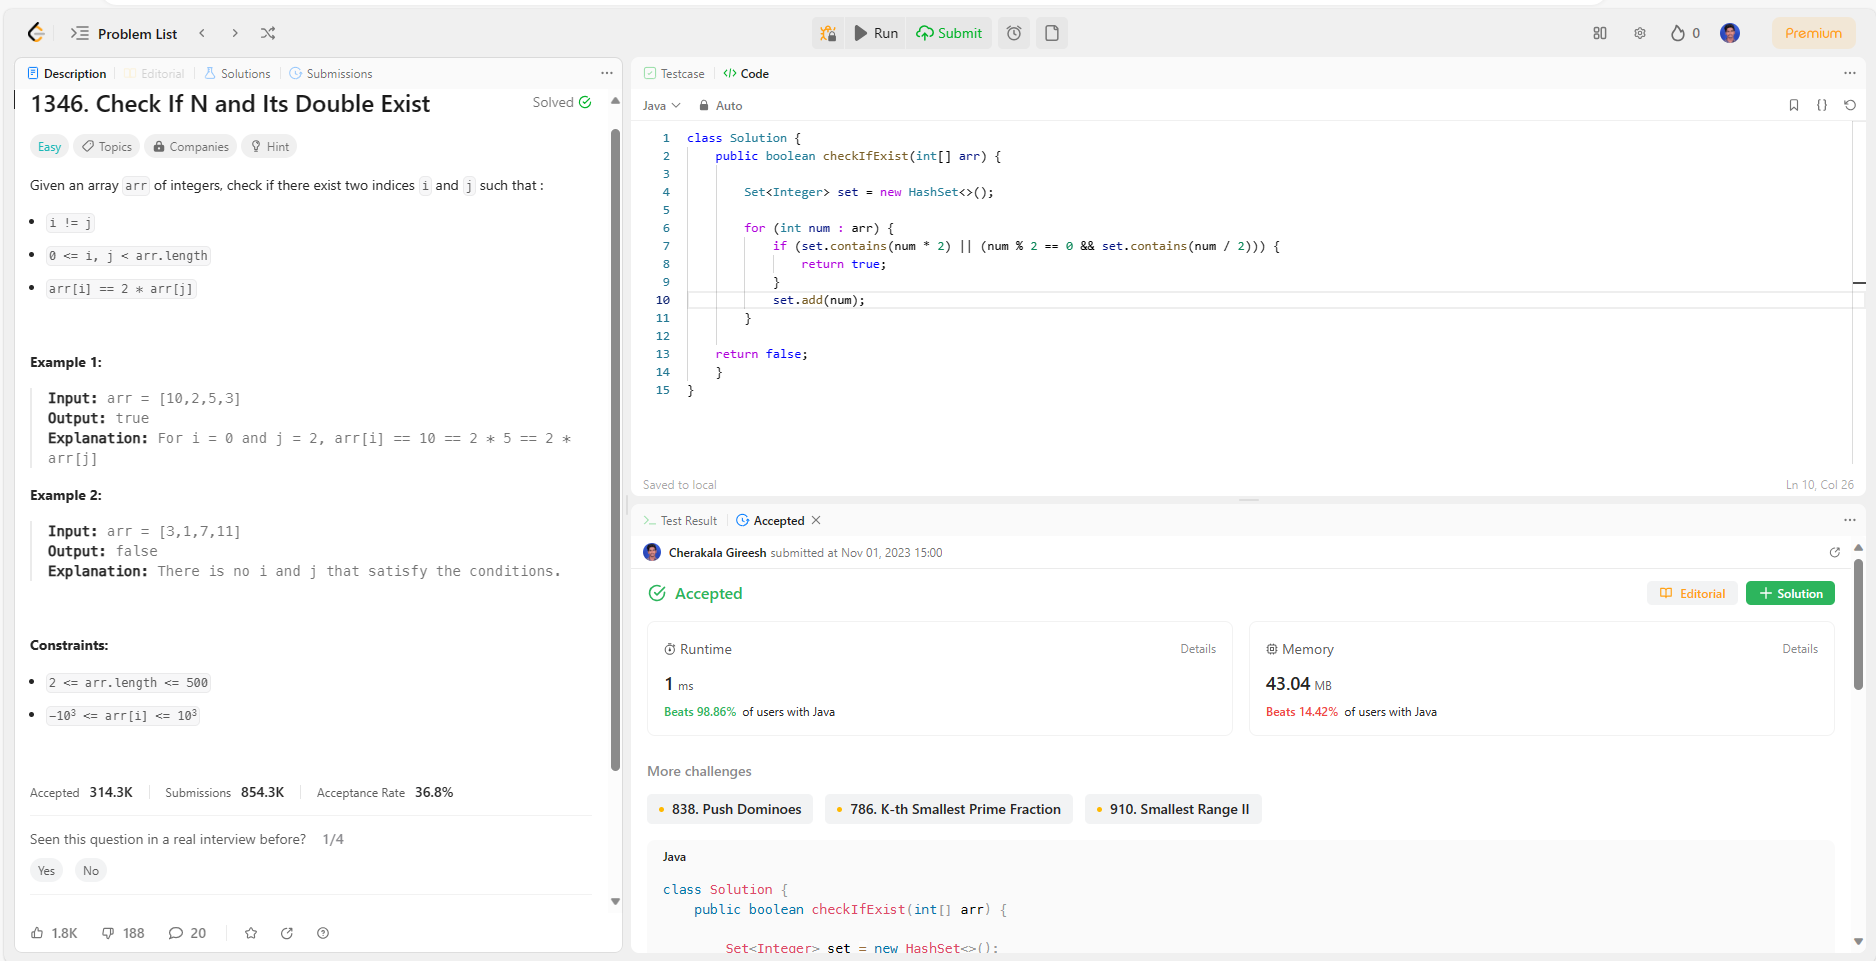 Problem List
Run
Submit
0
Premium
Description
Editorial
Solutions
Submissions
1346. Check If N and Its Double Exist
Solved
Easy
Topics
Companies
Hint
Given an array arr of integers, check if there exist two indices i and j such that :
• i != j
• 0 <= i, j < arr.length
• arr[i] == 2 * arr[j]
Example 1:
Input: arr = [10,2,5,3]
Output: true
Explanation: For i = 0 and j = 2, arr[i] == 10 == 2 * 5 == 2 *
arr[j]
Example 2:
Input: arr = [3,1,7,11]
Output: false
Explanation: There is no i and j that satisfy the conditions.
Constraints:
• 2 <= arr.length <= 500
• -10³ <= arr[i] <= 10³
Accepted 314.3K
Submissions 854.3K
Acceptance Rate 36.8%
Seen this question in a real interview before? 1/4
Yes
No
1.8K
188
20
Testcase
Code
Java
Auto
1 class Solution {
2 public boolean checkIfExist(int[] arr) {
3
4 Set<Integer> set = new HashSet<>();
5
6 for (int num : arr) {
7 if (set.contains(num * 2) || (num % 2 == 0 && set.contains(num / 2))) {
8 return true;
9 }
10 set.add(num);
11 }
12
13 return false;
14 }
15 }
Saved to local
Ln 10, Col 26
Test Result
Accepted
Cherakala Gireesh submitted at Nov 01, 2023 15:00
Accepted
Editorial
Solution
Runtime
Details
1 ms
Beats 98.86% of users with Java
Memory
Details
43.04 MB
Beats 14.42% of users with Java
More challenges
838. Push Dominoes
786. K-th Smallest Prime Fraction
910. Smallest Range II
Java
class Solution {
public boolean checkIfExist(int[] arr) {
Set<Integer> set = new HashSet<>();